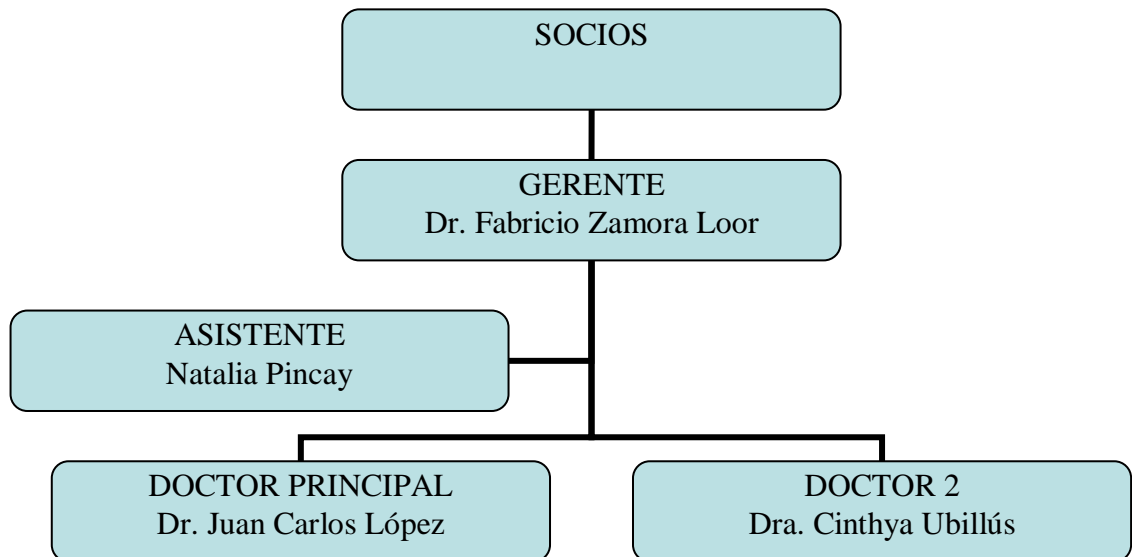 SOCIOS
GERENTE
Dr. Fabricio Zamora Loor
ASISTENTE
Natalia Pincay
DOCTOR PRINCIPAL
Dr. Juan Carlos López
DOCTOR 2
Dra. Cinthya Ubillús